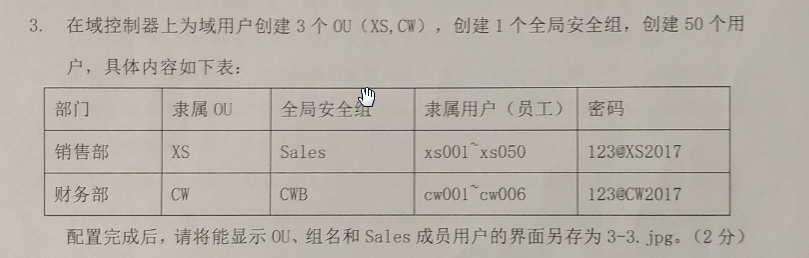 3. 在域控制器上为域用户创建 3 个 OU（XS,CW），创建 1 个全局安全组，创建 50 个用
户，具体内容如下表：
部门 隶属 OU 全局安全组 隶属用户（员工） 密码
销售部 XS Sales xs001~xs050 123@XS2017
财务部 CW CWB cw001~cw006 123@CW2017
配置完成后，请将能显示 OU、组名和 Sales 成员用户的界面另存为 3-3.jpg。（2 分）